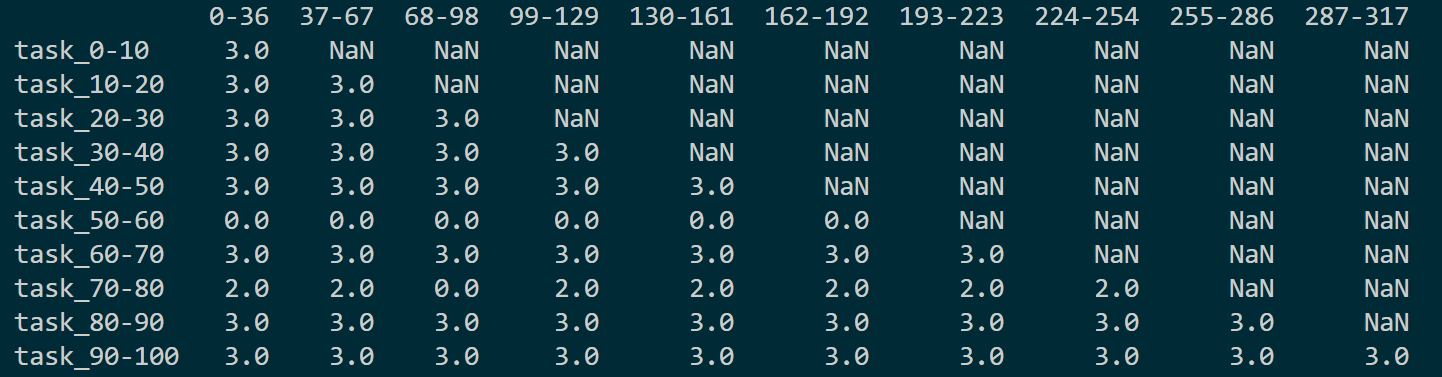 0-36 37-67 68-98 99-129 130-161 162-192 193-223 224-254 255-286 287-317
task_0-10 3.0 NaN NaN NaN NaN NaN NaN NaN NaN NaN
task_10-20 3.0 3.0 NaN NaN NaN NaN NaN NaN NaN NaN
task_20-30 3.0 3.0 3.0 NaN NaN NaN NaN NaN NaN NaN
task_30-40 3.0 3.0 3.0 3.0 NaN NaN NaN NaN NaN NaN
task_40-50 3.0 3.0 3.0 3.0 3.0 NaN NaN NaN NaN NaN
task_50-60 0.0 0.0 0.0 0.0 0.0 0.0 NaN NaN NaN NaN
task_60-70 3.0 3.0 3.0 3.0 3.0 3.0 3.0 NaN NaN NaN
task_70-80 2.0 2.0 0.0 2.0 2.0 2.0 2.0 2.0 NaN NaN
task_80-90 3.0 3.0 3.0 3.0 3.0 3.0 3.0 3.0 3.0 NaN
task_90-100 3.0 3.0 3.0 3.0 3.0 3.0 3.0 3.0 3.0 3.0